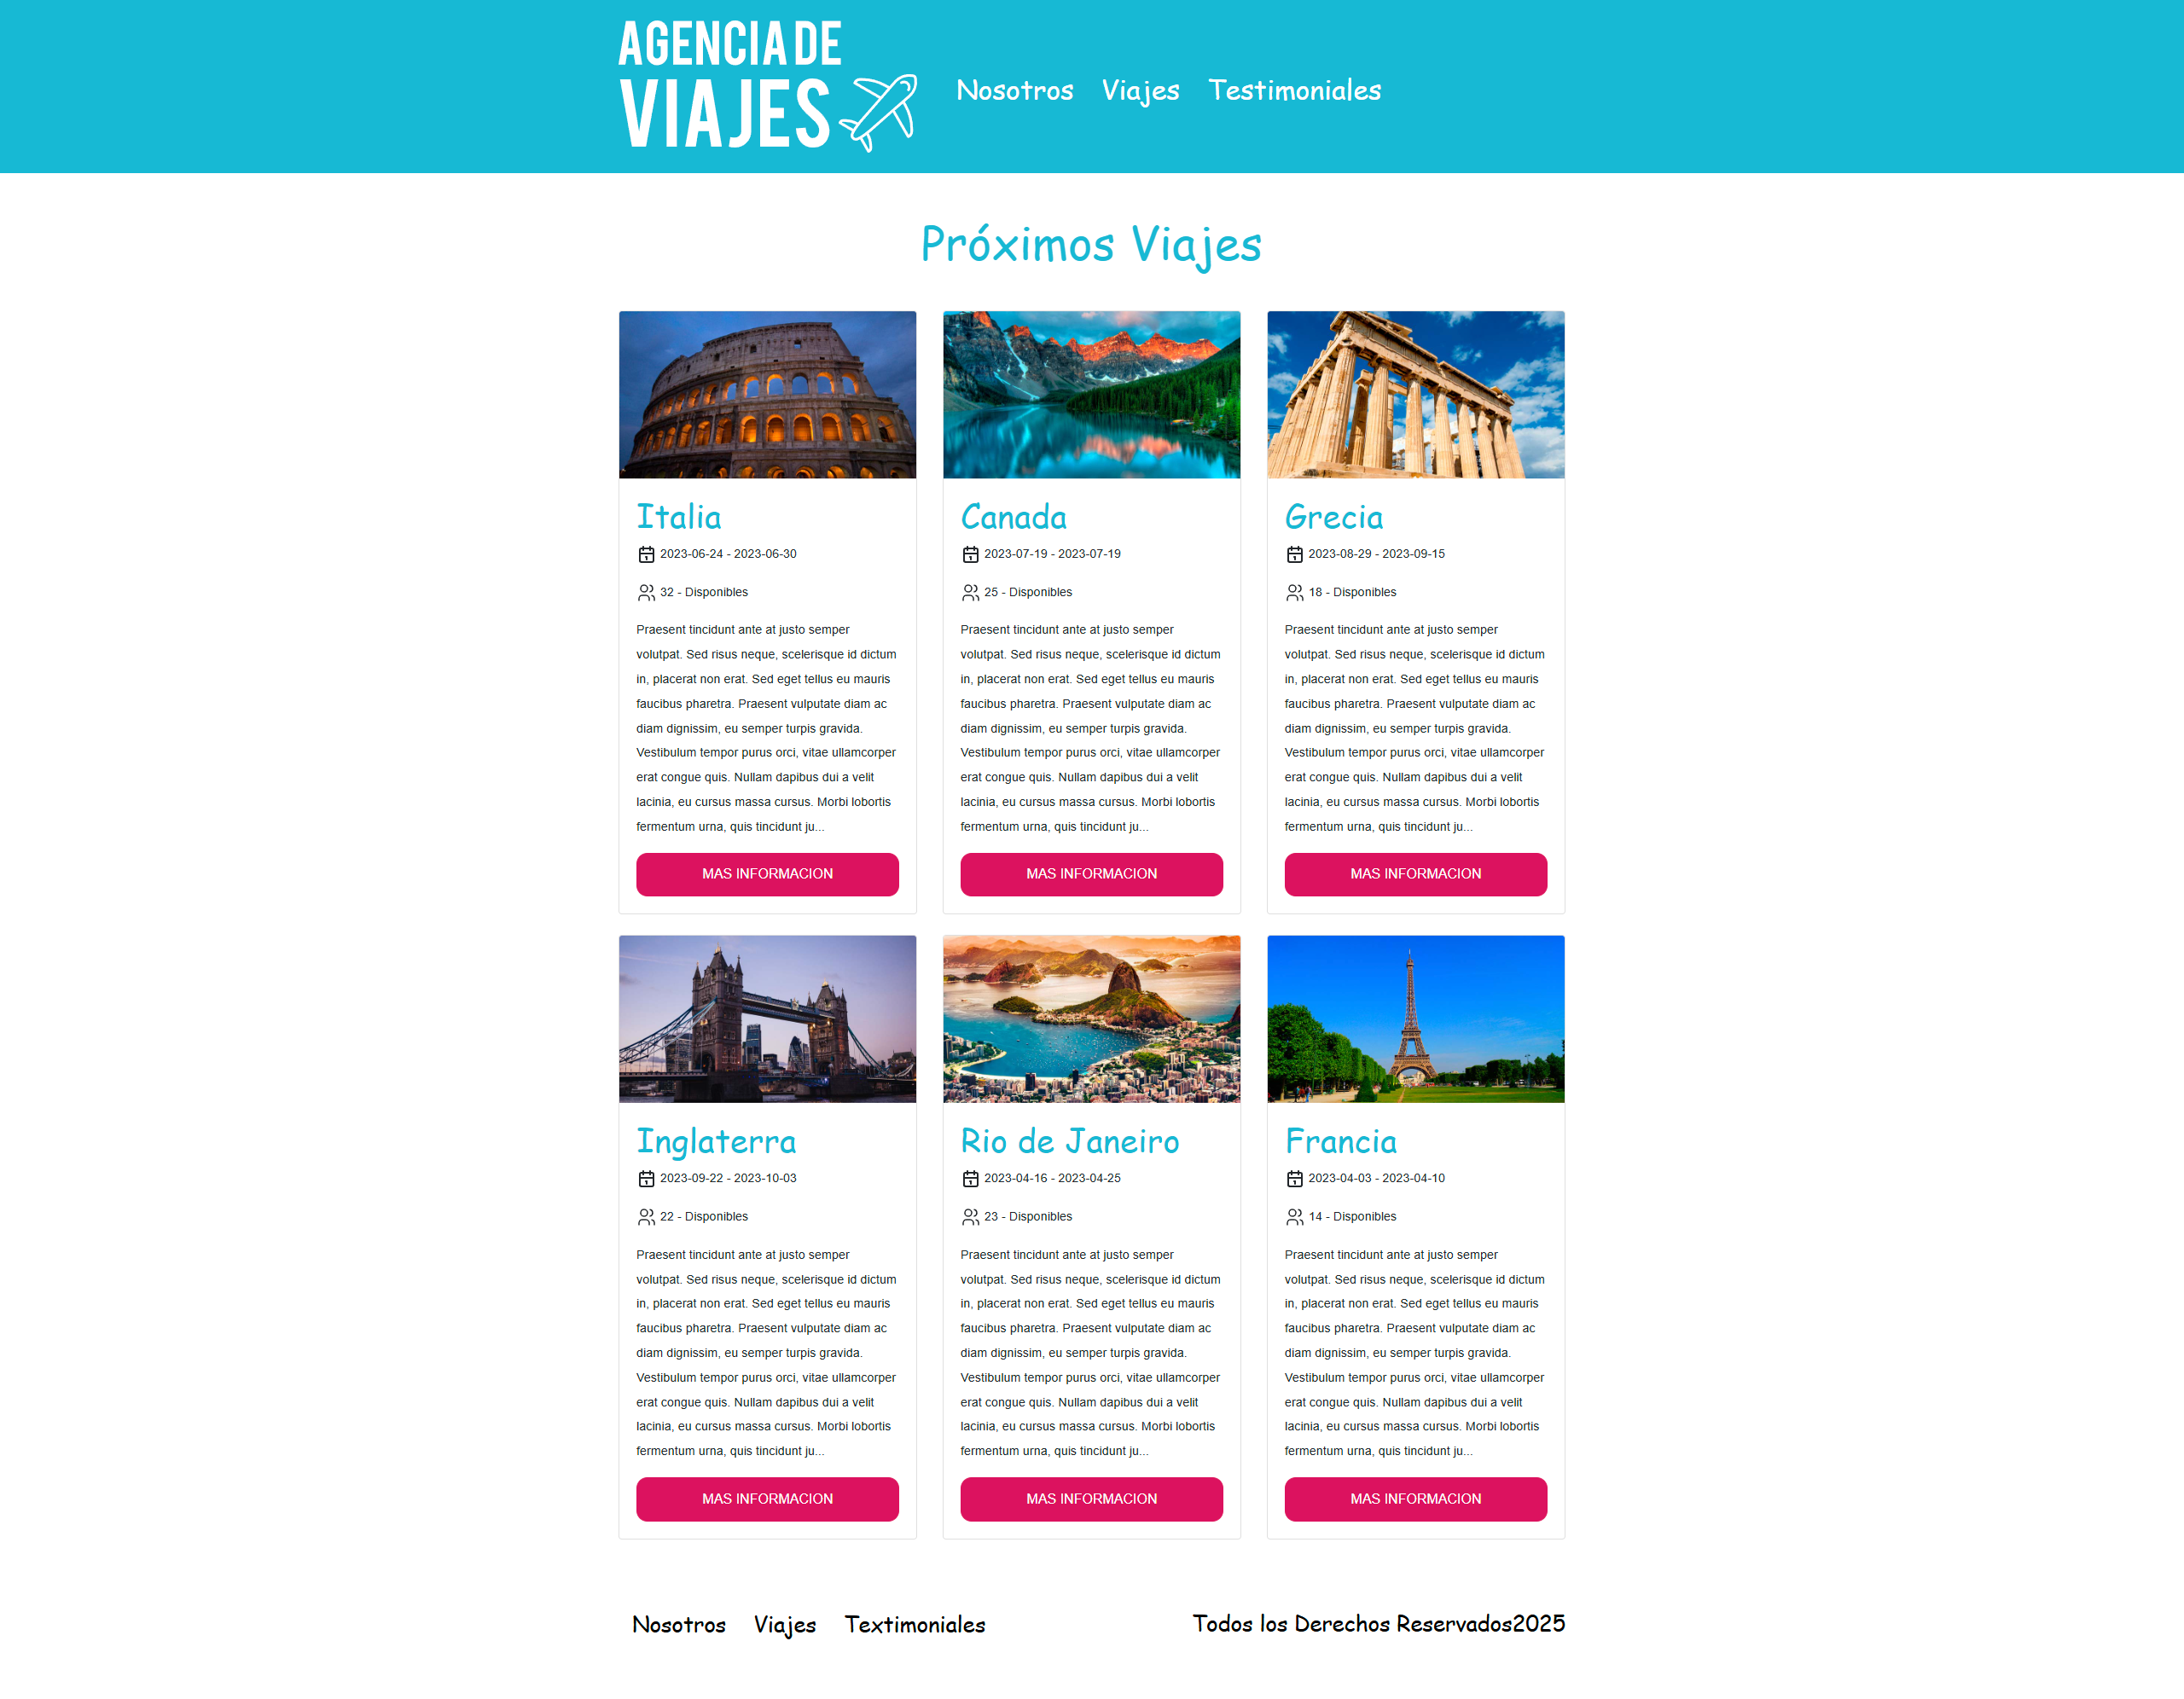 AGENCIA DE
VIAJES
Nosotros Viajes Testimoniales
Próximos Viajes
Italia
2023-06-24 - 2023-06-30
32 - Disponibles
Praesent tincidunt ante at justo semper
volutpat. Sed risus neque, scelerisque id dictum
in, placerat non erat. Sed eget tellus eu mauris
faucibus pharetra. Praesent vulputate diam ac
diam dignissim, eu semper turpis gravida.
Vestibulum tempor purus orci, vitae ullamcorper
erat congue quis. Nullam dapibus dui a velit
lacinia, eu cursus massa cursus. Morbi lobortis
fermentum urna, quis tincidunt ju...
MAS INFORMACION
Canada
2023-07-19 - 2023-07-19
25 - Disponibles
Praesent tincidunt ante at justo semper
volutpat. Sed risus neque, scelerisque id dictum
in, placerat non erat. Sed eget tellus eu mauris
faucibus pharetra. Praesent vulputate diam ac
diam dignissim, eu semper turpis gravida.
Vestibulum tempor purus orci, vitae ullamcorper
erat congue quis. Nullam dapibus dui a velit
lacinia, eu cursus massa cursus. Morbi lobortis
fermentum urna, quis tincidunt ju...
MAS INFORMACION
Grecia
2023-08-29 - 2023-09-15
18 - Disponibles
Praesent tincidunt ante at justo semper
volutpat. Sed risus neque, scelerisque id dictum
in, placerat non erat. Sed eget tellus eu mauris
faucibus pharetra. Praesent vulputate diam ac
diam dignissim, eu semper turpis gravida.
Vestibulum tempor purus orci, vitae ullamcorper
erat congue quis. Nullam dapibus dui a velit
lacinia, eu cursus massa cursus. Morbi lobortis
fermentum urna, quis tincidunt ju...
MAS INFORMACION
Inglaterra
2023-09-22 - 2023-10-03
22 - Disponibles
Praesent tincidunt ante at justo semper
volutpat. Sed risus neque, scelerisque id dictum
in, placerat non erat. Sed eget tellus eu mauris
faucibus pharetra. Praesent vulputate diam ac
diam dignissim, eu semper turpis gravida.
Vestibulum tempor purus orci, vitae ullamcorper
erat congue quis. Nullam dapibus dui a velit
lacinia, eu cursus massa cursus. Morbi lobortis
fermentum urna, quis tincidunt ju...
MAS INFORMACION
Rio de Janeiro
2023-04-16 - 2023-04-25
23 - Disponibles
Praesent tincidunt ante at justo semper
volutpat. Sed risus neque, scelerisque id dictum
in, placerat non erat. Sed eget tellus eu mauris
faucibus pharetra. Praesent vulputate diam ac
diam dignissim, eu semper turpis gravida.
Vestibulum tempor purus orci, vitae ullamcorper
erat congue quis. Nullam dapibus dui a velit
lacinia, eu cursus massa cursus. Morbi lobortis
fermentum urna, quis tincidunt ju...
MAS INFORMACION
Francia
2023-04-03 - 2023-04-10
14 - Disponibles
Praesent tincidunt ante at justo semper
volutpat. Sed risus neque, scelerisque id dictum
in, placerat non erat. Sed eget tellus eu mauris
faucibus pharetra. Praesent vulputate diam ac
diam dignissim, eu semper turpis gravida.
Vestibulum tempor purus orci, vitae ullamcorper
erat congue quis. Nullam dapibus dui a velit
lacinia, eu cursus massa cursus. Morbi lobortis
fermentum urna, quis tincidunt ju...
MAS INFORMACION
Nosotros Viajes Textimoniales
Todos los Derechos Reservados2025